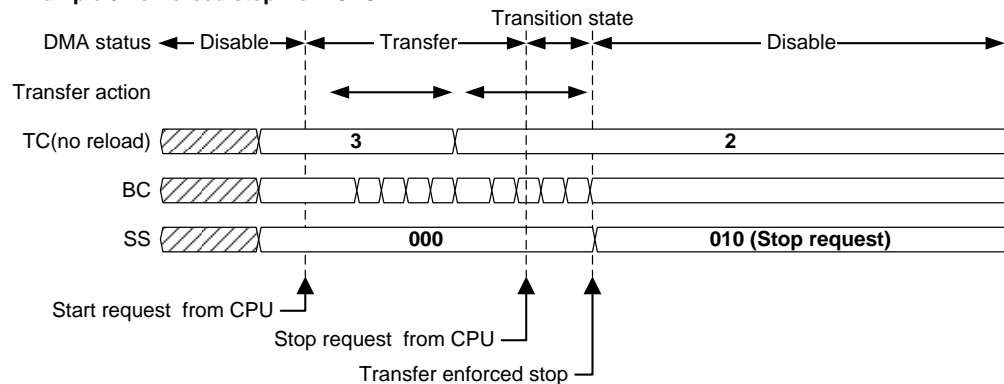 Transition state
DMA status Disable Transfer Disable
Transfer action
TC(no reload) 3 2
BC
SS 000 010 (Stop request)
Start request from CPU
Stop request from CPU
Transfer enforced stop